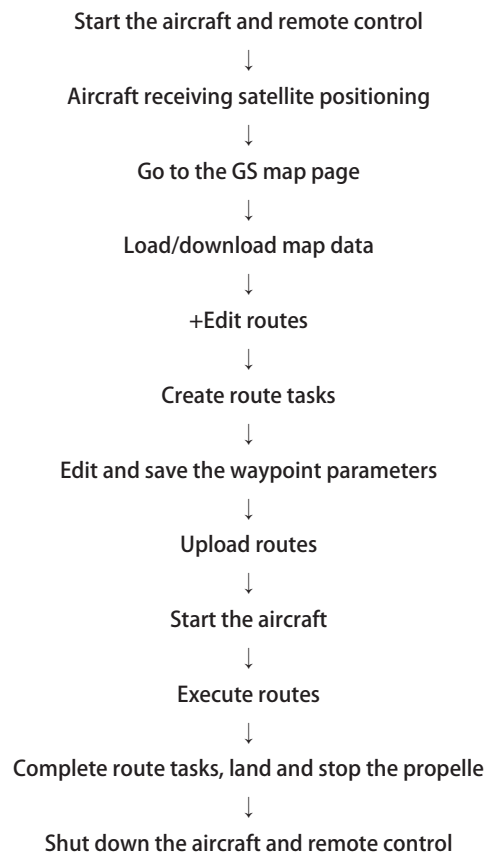 Start the aircraft and remote control
↓
Aircraft receiving satellite positioning
↓
Go to the GS map page
↓
Load/download map data
↓
+Edit routes
↓
Create route tasks
↓
Edit and save the waypoint parameters
↓
Upload routes
↓
Start the aircraft
↓
Execute routes
↓
Complete route tasks, land and stop the propelle
↓
Shut down the aircraft and remote control